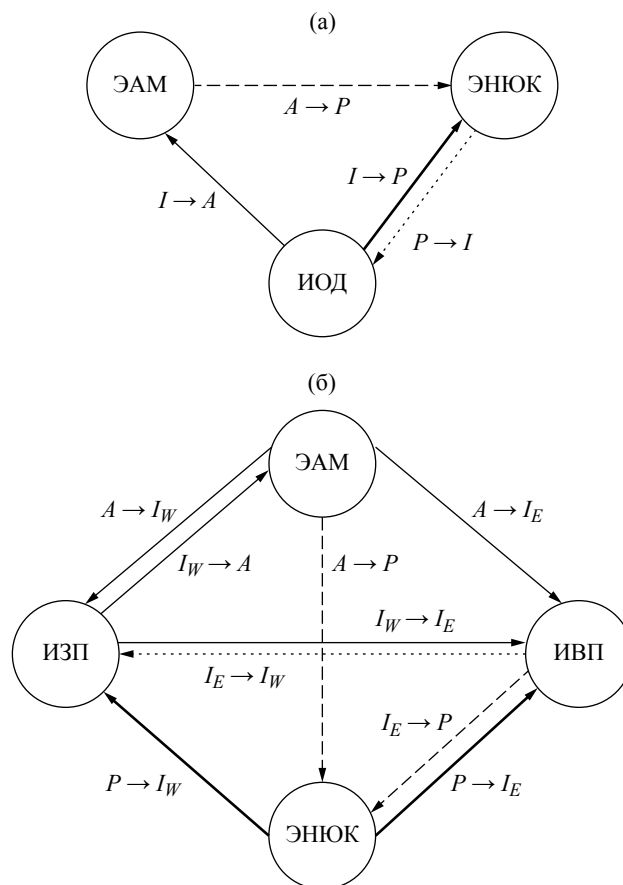 (а)
ЭАМ
ЭНЮК
A → P
I → P
I → A
P → I
ИОД
(б)
ЭАМ
A → I_W
A → I_E
I_W → A
A → P
I_W → I_E
ИЗП
ИВП
I_E → I_W
I_E → P
P → I_W
P → I_E
ЭНЮК